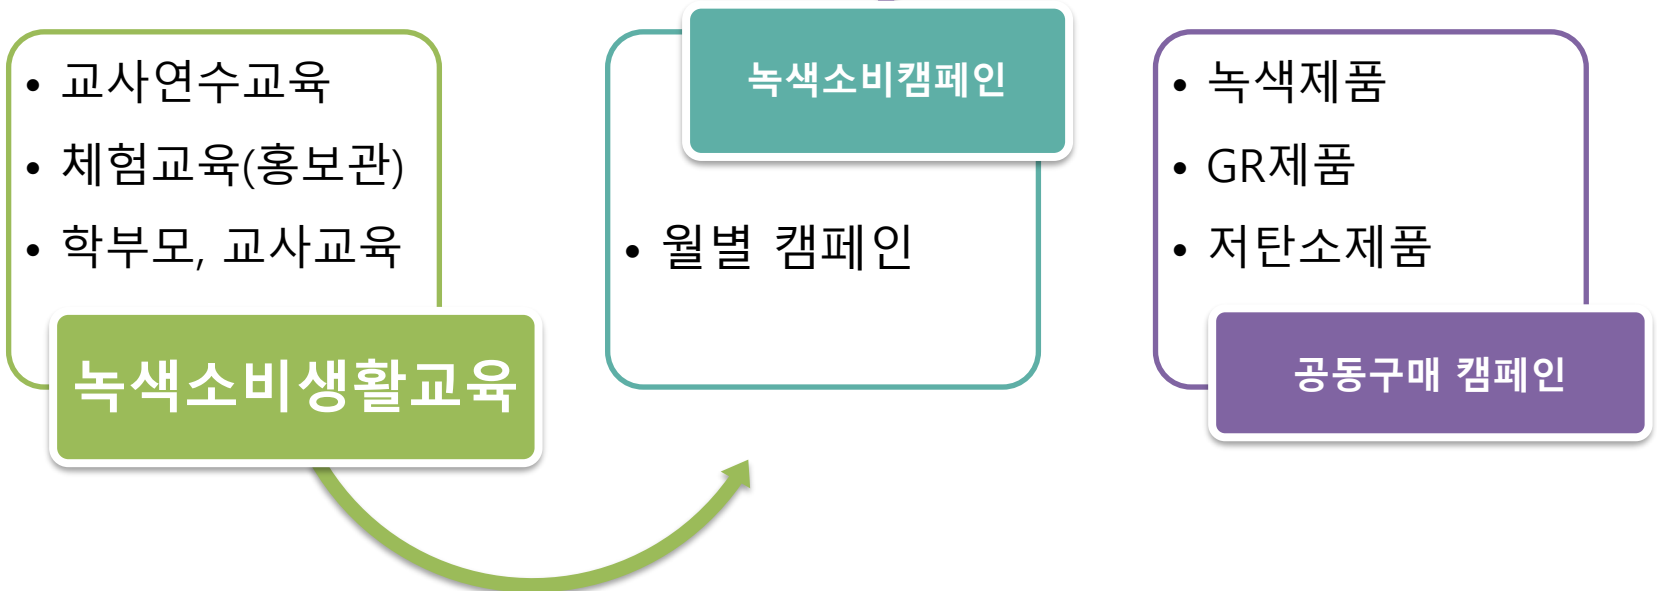 • 교사연수교육
• 체험교육(홍보관)
• 학부모, 교사교육
녹색소비생활교육
녹색소비캠페인
• 월별 캠페인
• 녹색제품
• GR제품
• 저탄소제품
공동구매 캠페인